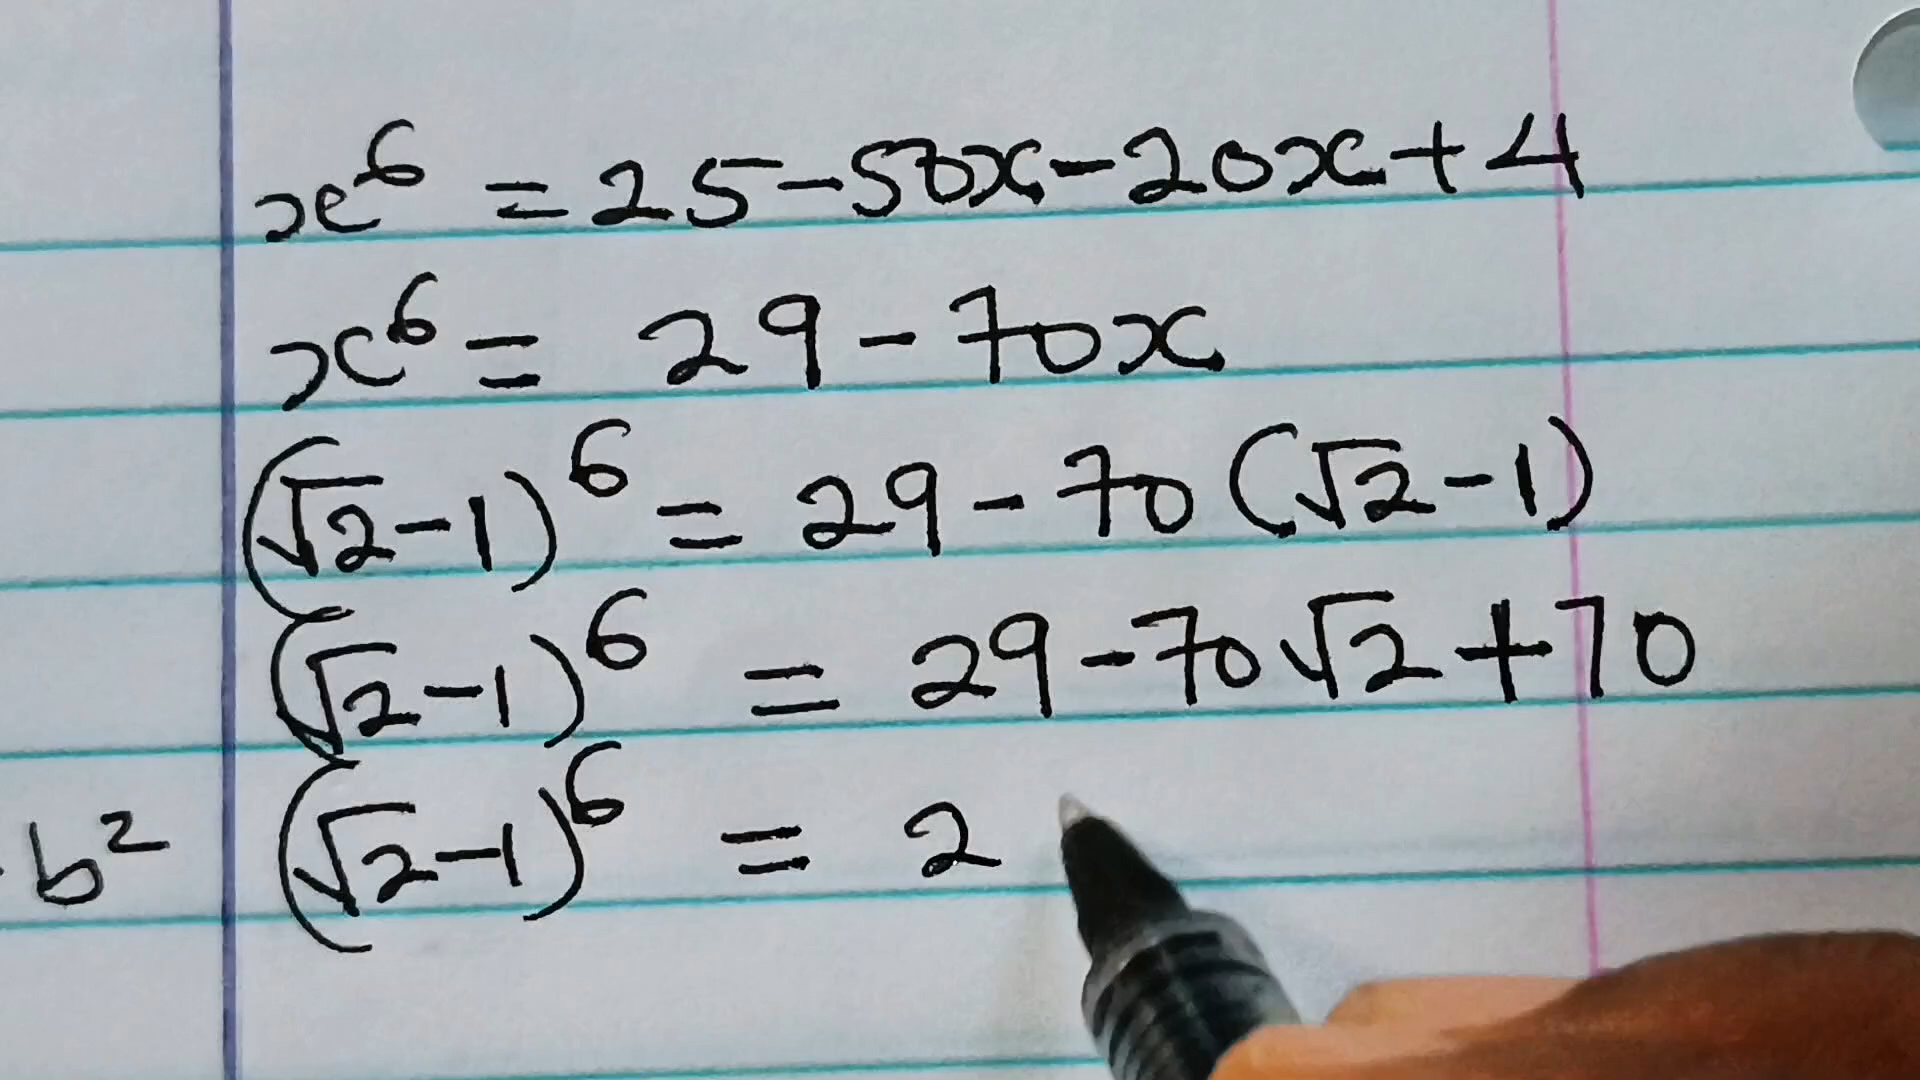 x⁶ = 25-50x-20x+4
x⁶ = 29-70x
(√2-1)⁶ = 29-70(√2-1)
(√2-1)⁶ = 29-70√2+70
b² (√2-1)⁶ = 2